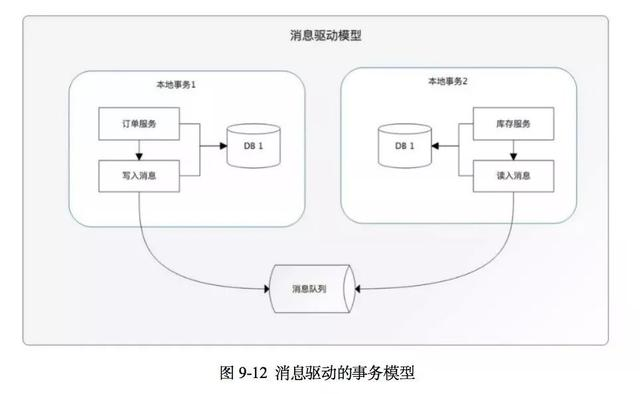 消息驱动模型
本地事务1
订单服务
写入消息
DB 1
本地事务2
库存服务
读入消息
DB 1
消息队列
图 9-12 消息驱动的事务模型